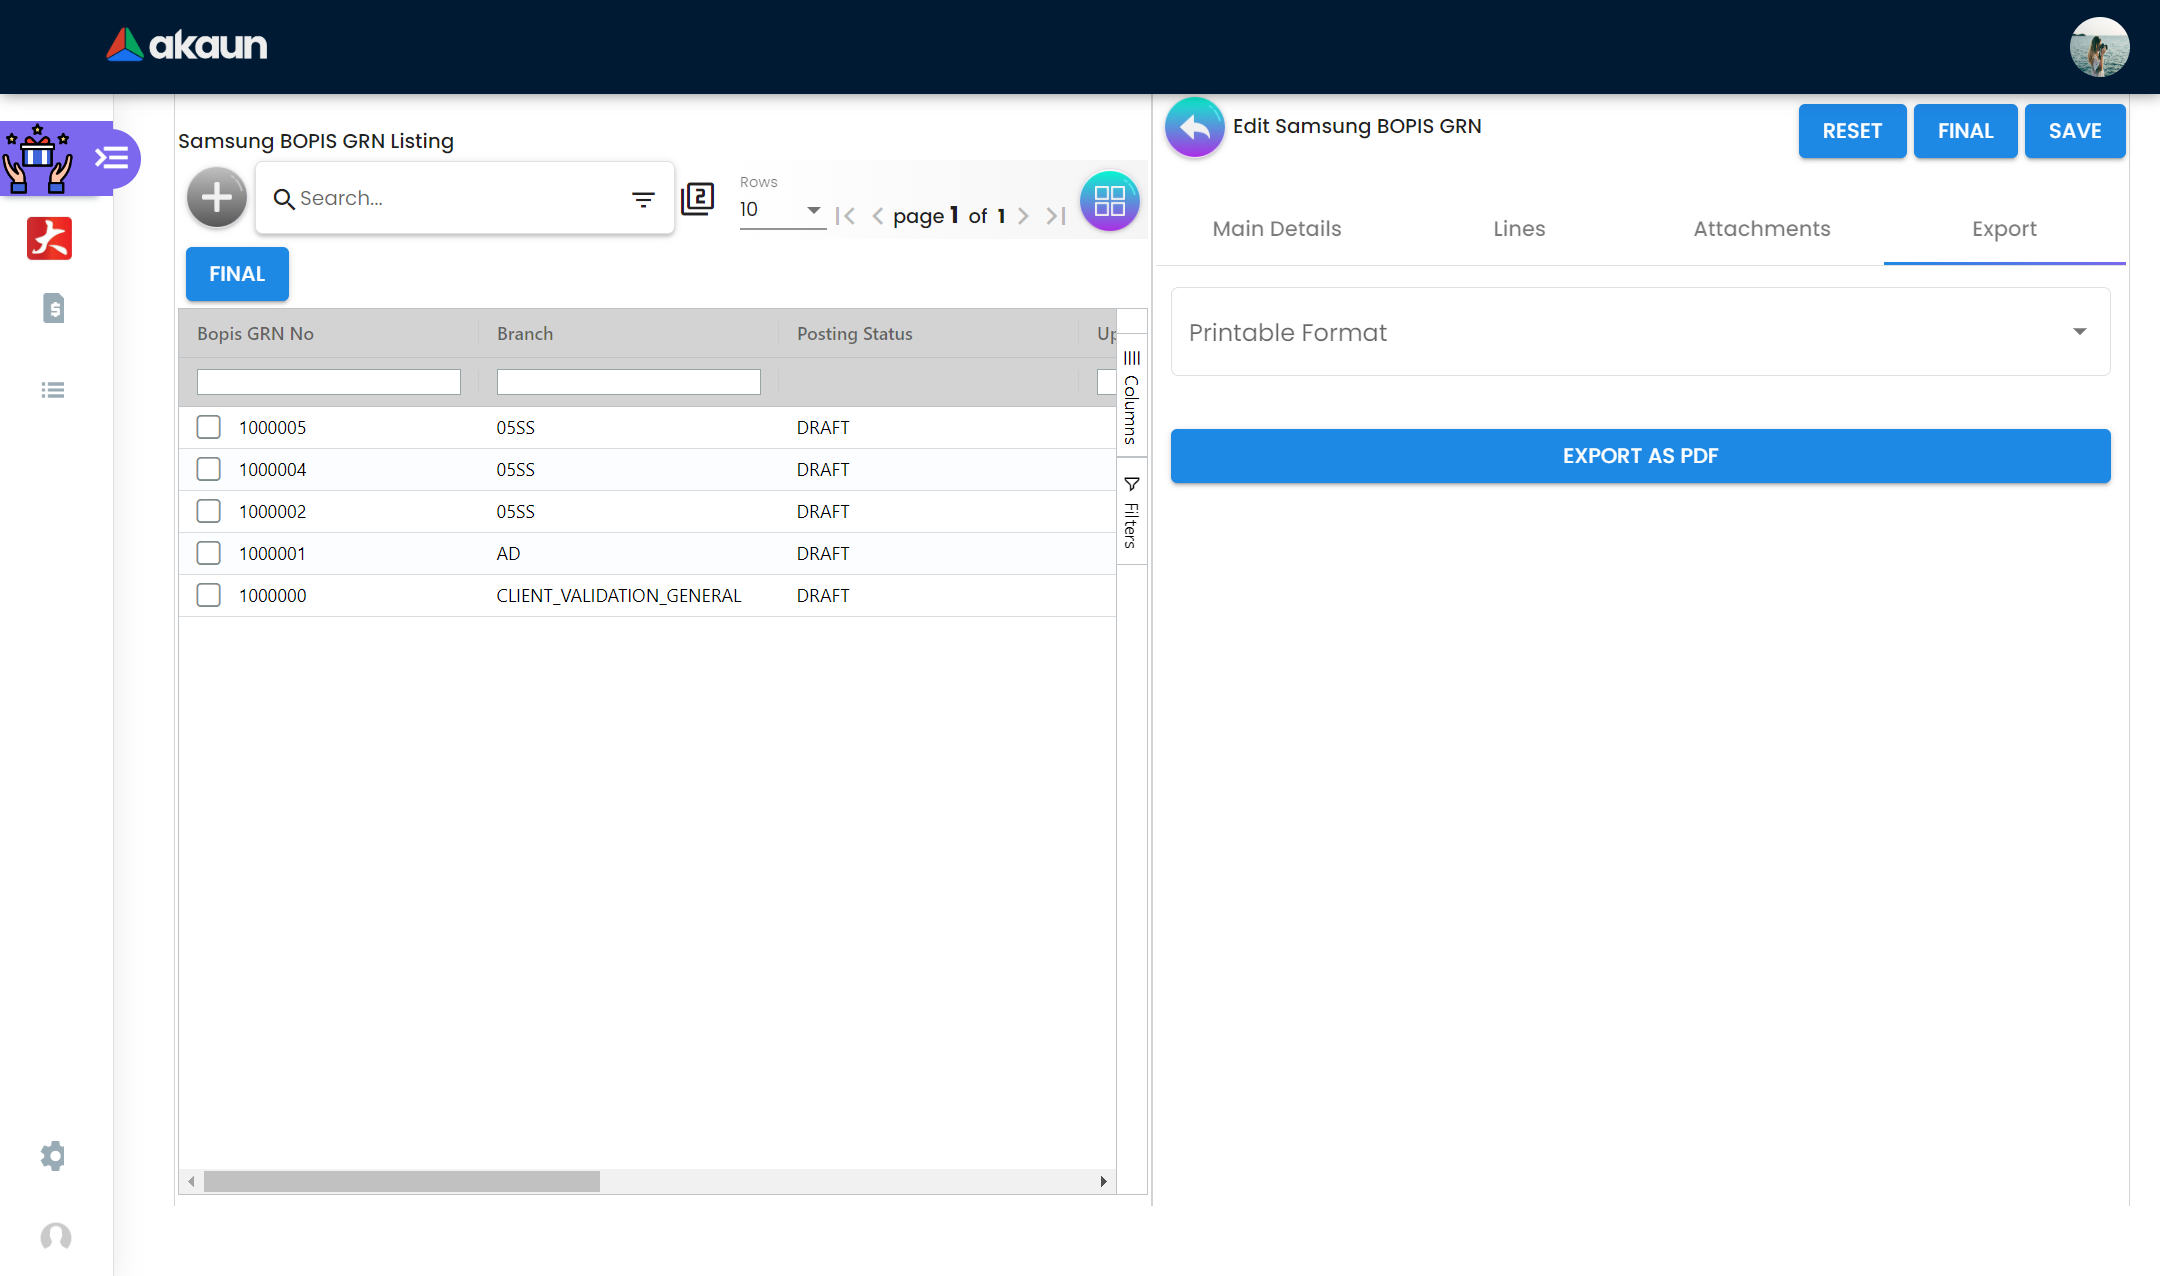 akaun
Samsung BOPIS GRN Listing
Search...
2
Rows
10
page 1 of 1
FINAL
Bopis GRN No
Branch
Posting Status
Up
1000005
05SS
DRAFT
1000004
05SS
DRAFT
1000002
05SS
DRAFT
1000001
AD
DRAFT
1000000
CLIENT_VALIDATION_GENERAL
DRAFT
Columns
Filters
Edit Samsung BOPIS GRN
RESET
FINAL
SAVE
Main Details
Lines
Attachments
Export
Printable Format
EXPORT AS PDF